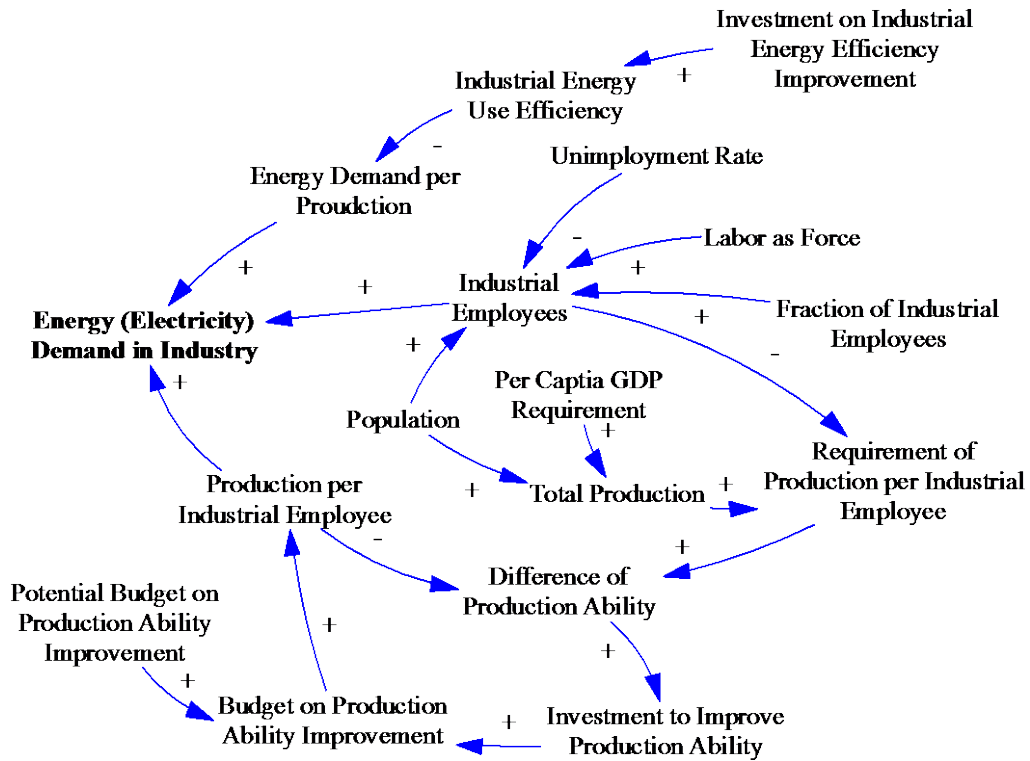 Investment on Industrial
Energy Efficiency
Improvement
+
Industrial Energy
Use Efficiency
-
Unimployment Rate
Energy Demand per
Proudction
-
Labor as Force
+
+
Industrial
Employees
+
Fraction of Industrial
Employees
+
Energy (Electricity)
Demand in Industry
+
-
+
Per Captia GDP
Requirement
+
Population
Requirement of
Production per Industrial
Employee
Production per
Industrial Employee
+
Total Production
+
-
+
Difference of
Production Ability
Potential Budget on
Production Ability
Improvement
+
+
+
Budget on Production
Ability Improvement
+
Investment to Improve
Production Ability